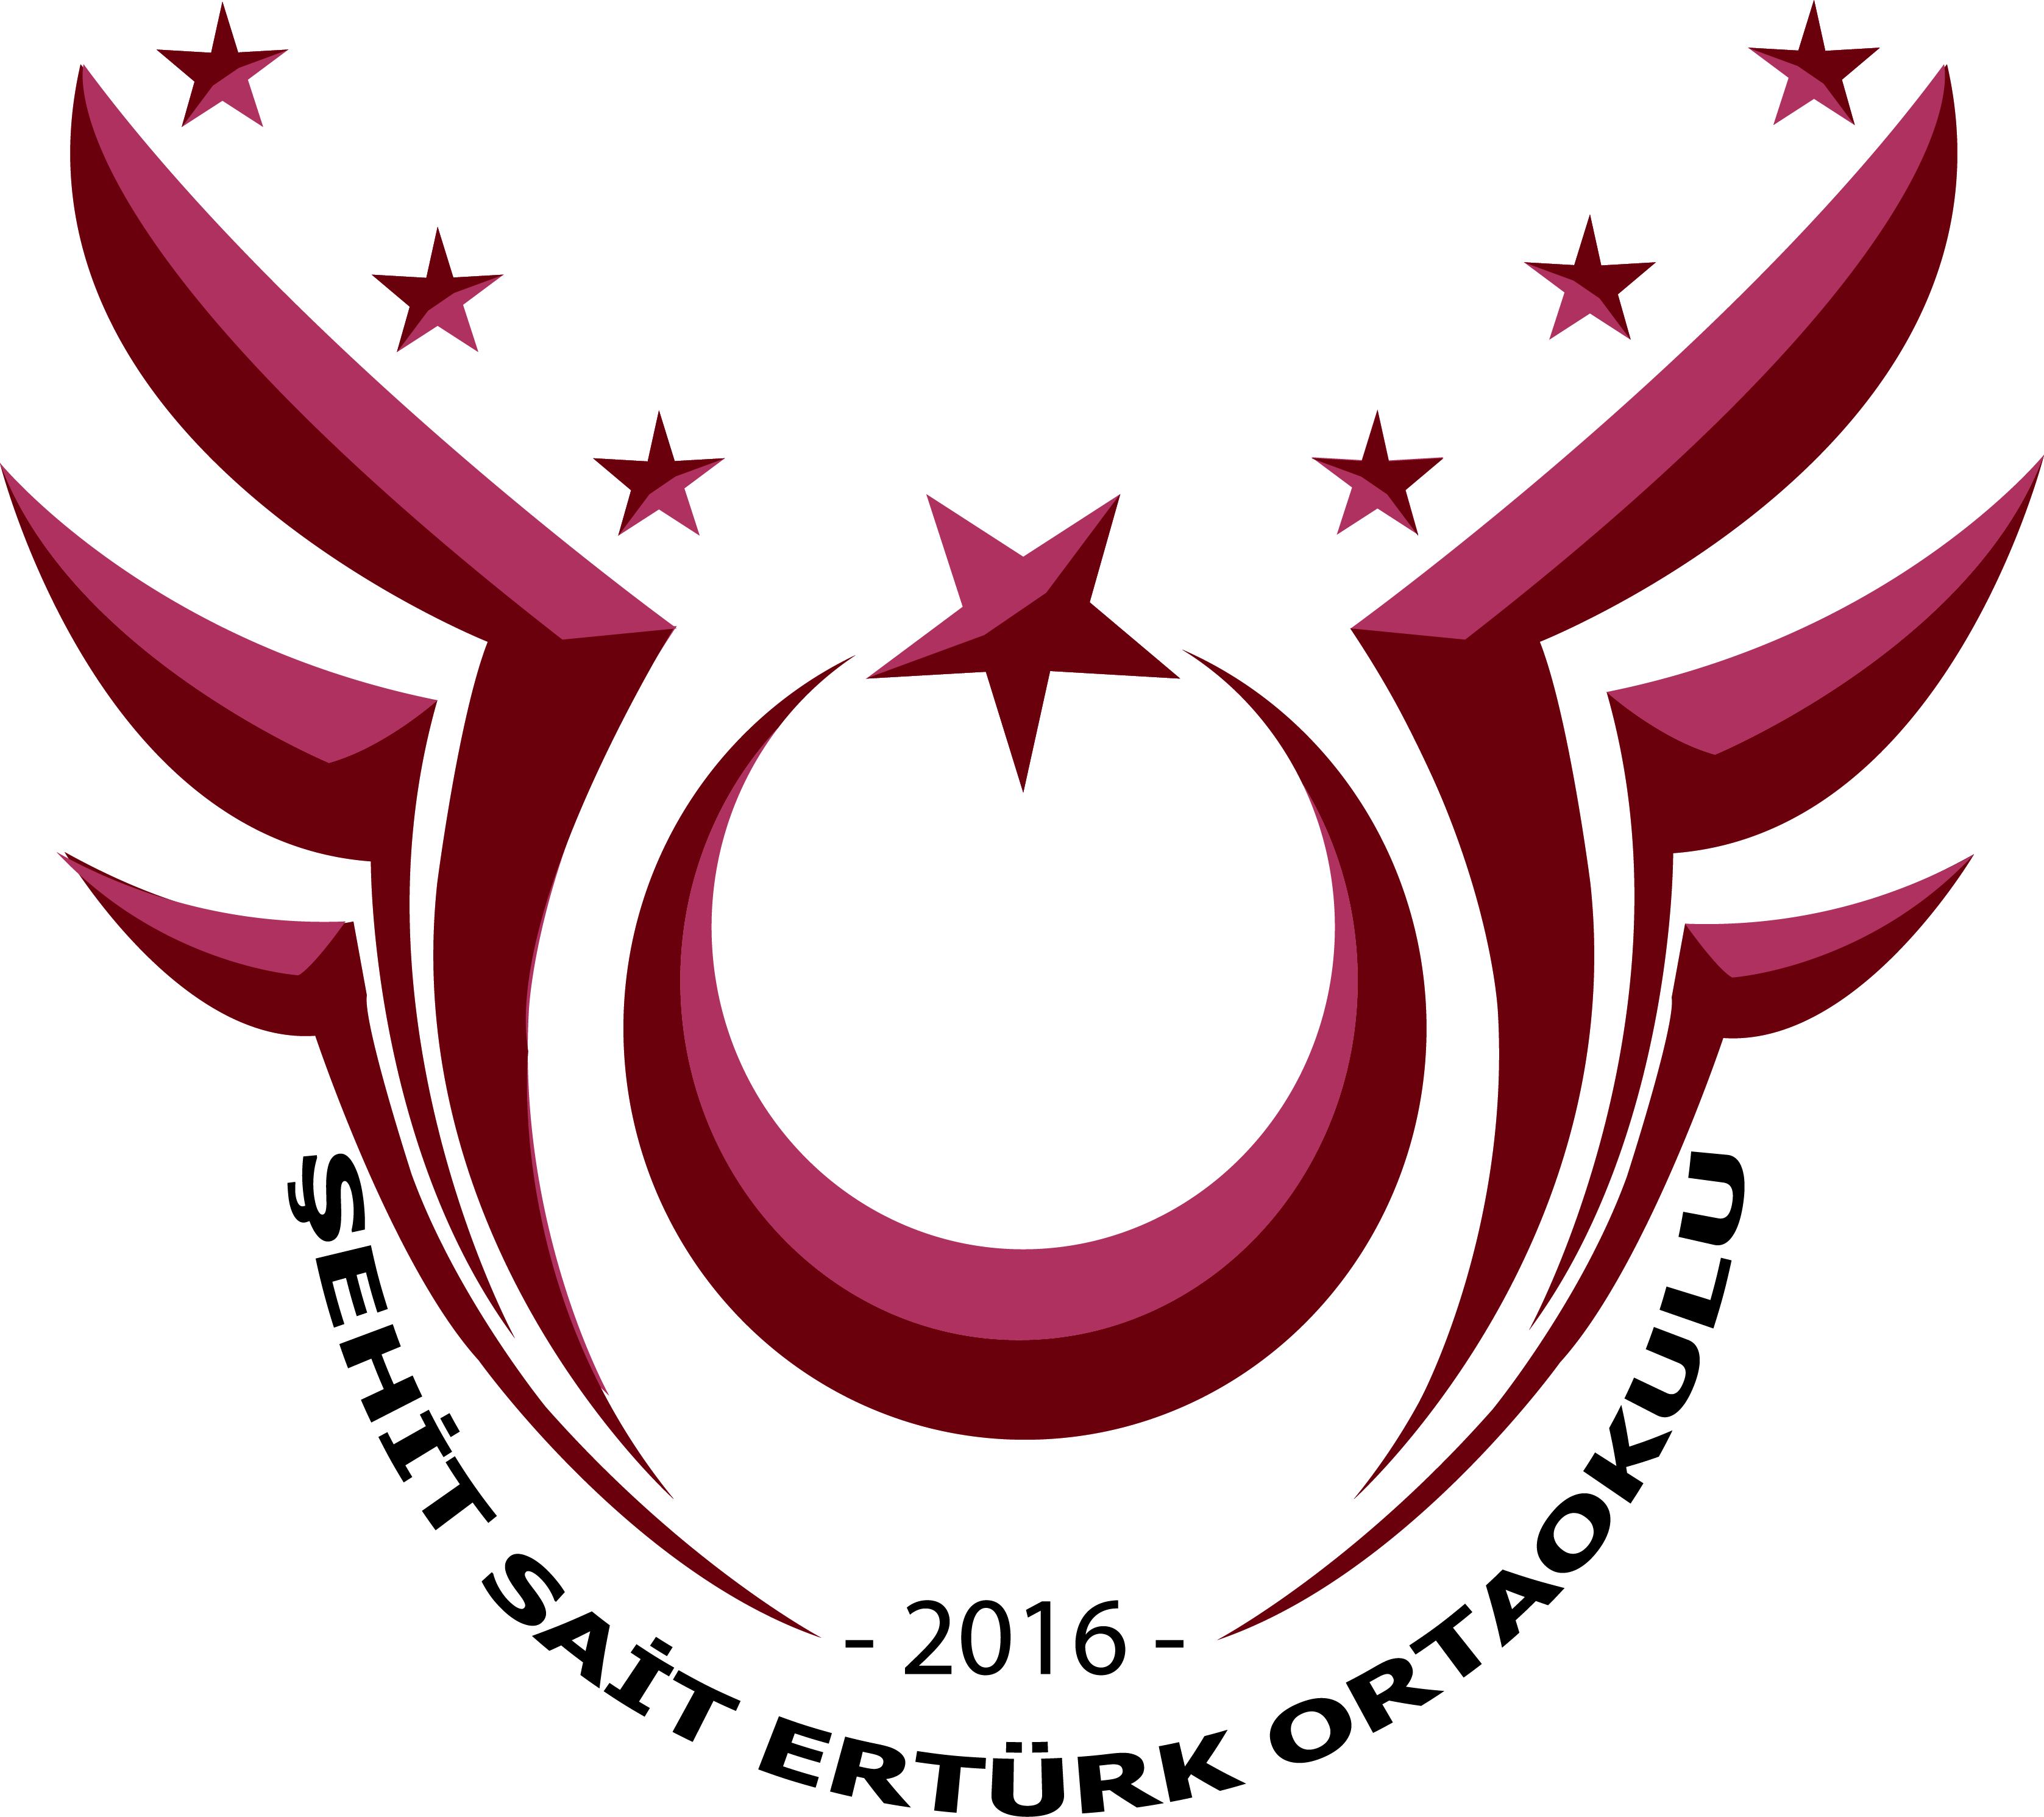 - 2016 -
ŞEHİT SAİT ERTÜRK ORTAOKULU